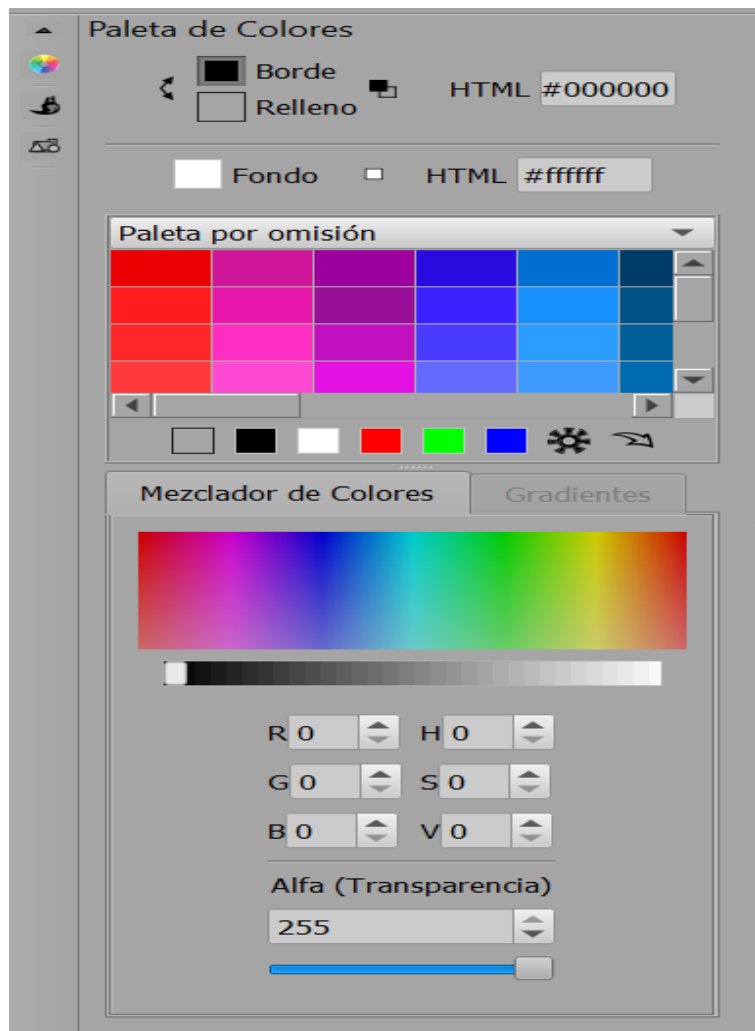 Paleta de Colores
Borde
Relleno
HTML #000000
Fondo HTML #ffffff
Paleta por omisión
Mezclador de Colores Gradientes
R 0 H 0
G 0 S 0
B 0 V 0
Alfa (Transparencia)
255